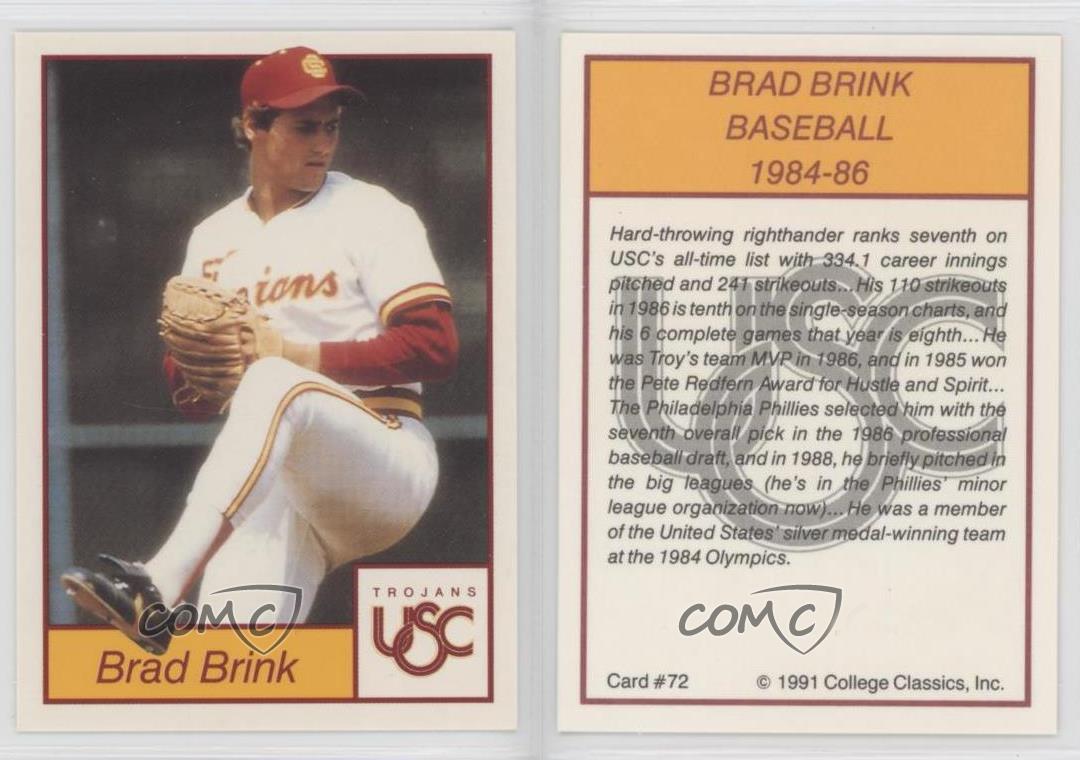 SC
Trojans
TROJANS
USC
COMC
Brad Brink
BRAD BRINK
BASEBALL
1984-86
Hard-throwing righthander ranks seventh on
USC's all-time list with 334.1 career innings
pitched and 241 strikeouts...His 110 strikeouts
in 1986 is tenth on the single-season charts, and
his 6 complete games that year is eighth...He
was Troy's team MVP in 1986, and in 1985 won
the Pete Redfern Award for Hustle and Spirit...
The Philadelphia Phillies selected him with the
seventh overall pick in the 1986 professional
baseball draft, and in 1988, he briefly pitched in
the big leagues (he's in the Phillies' minor
league organization now)...He was a member
of the United States' silver medal-winning team
at the 1984 Olympics.
USC
COMC
Card #72 © 1991 College Classics, Inc.